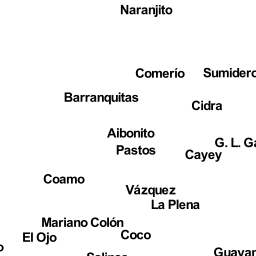 Naranjito
Comerío
Sumidero
Barranquitas
Cidra
Aibonito
G. L. Ga
Pastos
Cayey
Coamo
Vázquez
La Plena
Mariano Colón
El Ojo
Coco
Guayan